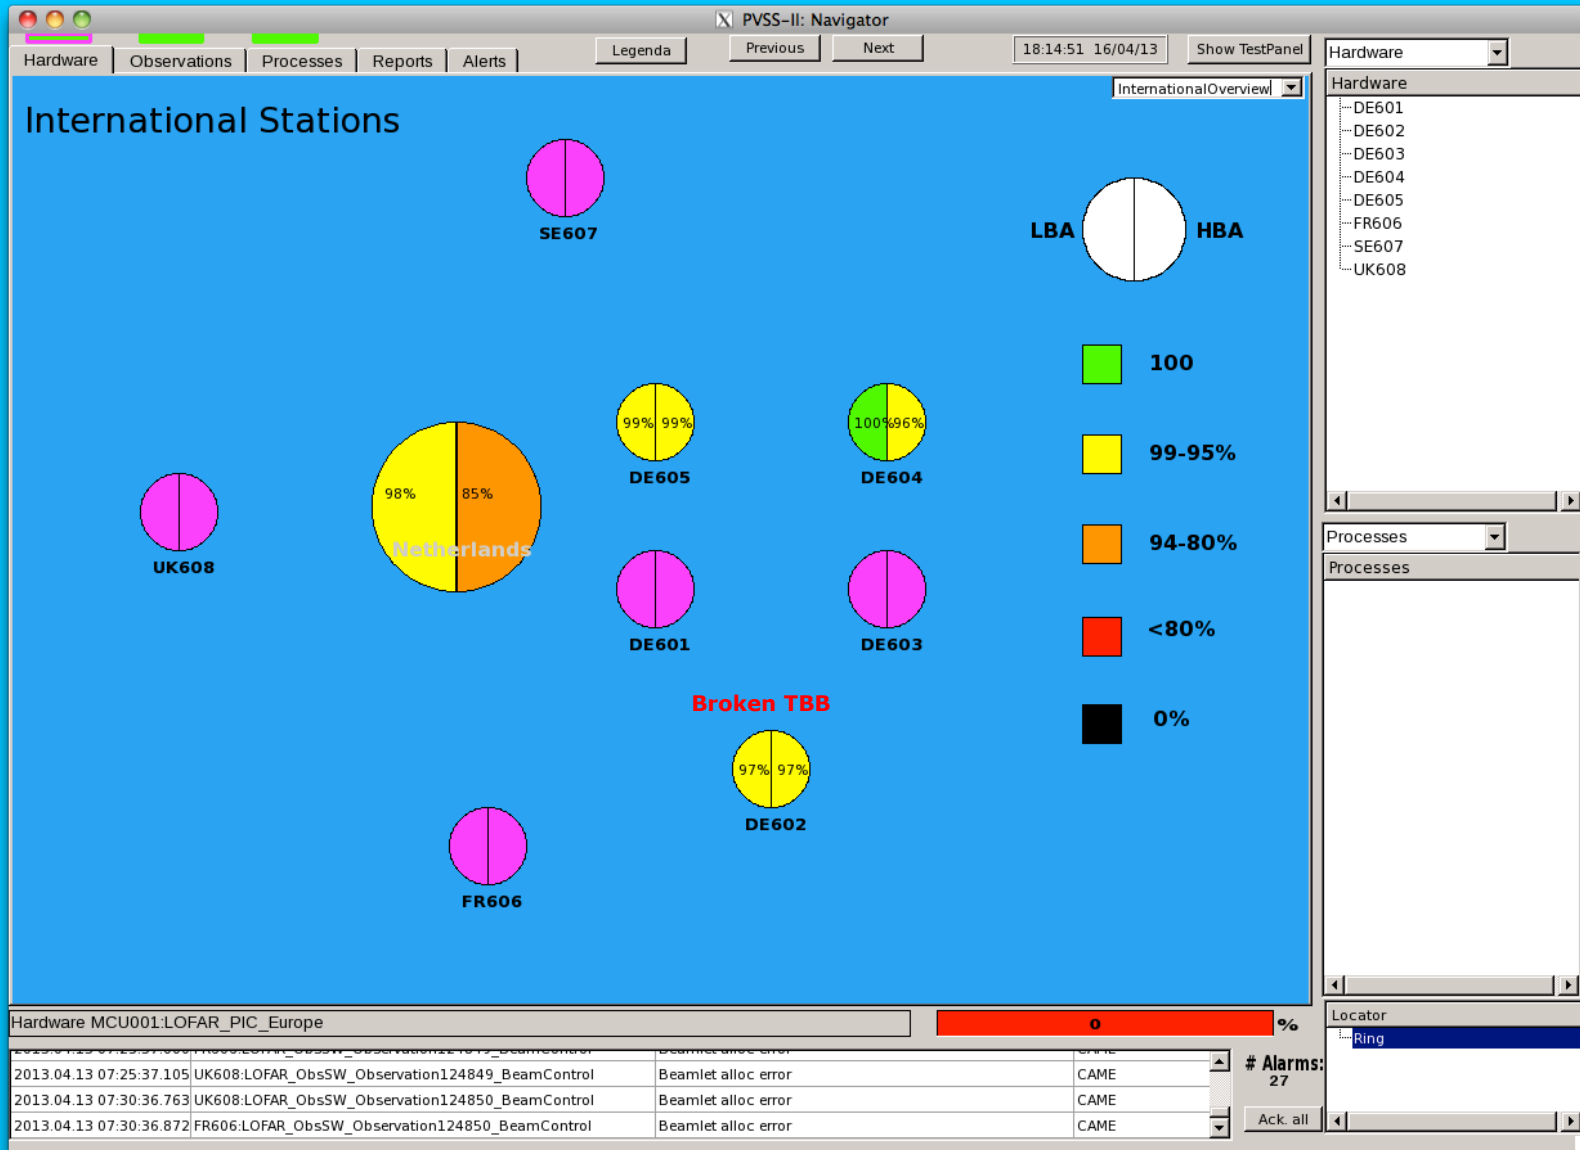 PVSS-II: Navigator
Hardware
Observations
Processes
Reports
Alerts
Legenda
Previous
Next
18:14:51 16/04/13
Show TestPanel
InternationalOverview
International Stations
SE607
LBA
HBA
100
99-95%
94-80%
<80%
0%
99% 99%
DE605
100% 96%
DE604
98% 85%
Netherlands
UK608
DE601
DE603
Broken TBB
97% 97%
DE602
FR606
Hardware
Hardware
DE601
DE602
DE603
DE604
DE605
FR606
SE607
UK608
Processes
Processes
Locator
Ring
Hardware MCU001:LOFAR_PIC_Europe
0 %
2013.04.13 07:25:37.105 UK608:LOFAR_ObsSW_Observation124849_BeamControl Beamlet alloc error CAME
2013.04.13 07:30:36.763 UK608:LOFAR_ObsSW_Observation124850_BeamControl Beamlet alloc error CAME
2013.04.13 07:30:36.872 FR606:LOFAR_ObsSW_Observation124850_BeamControl Beamlet alloc error CAME
# Alarms:
27
Ack. all